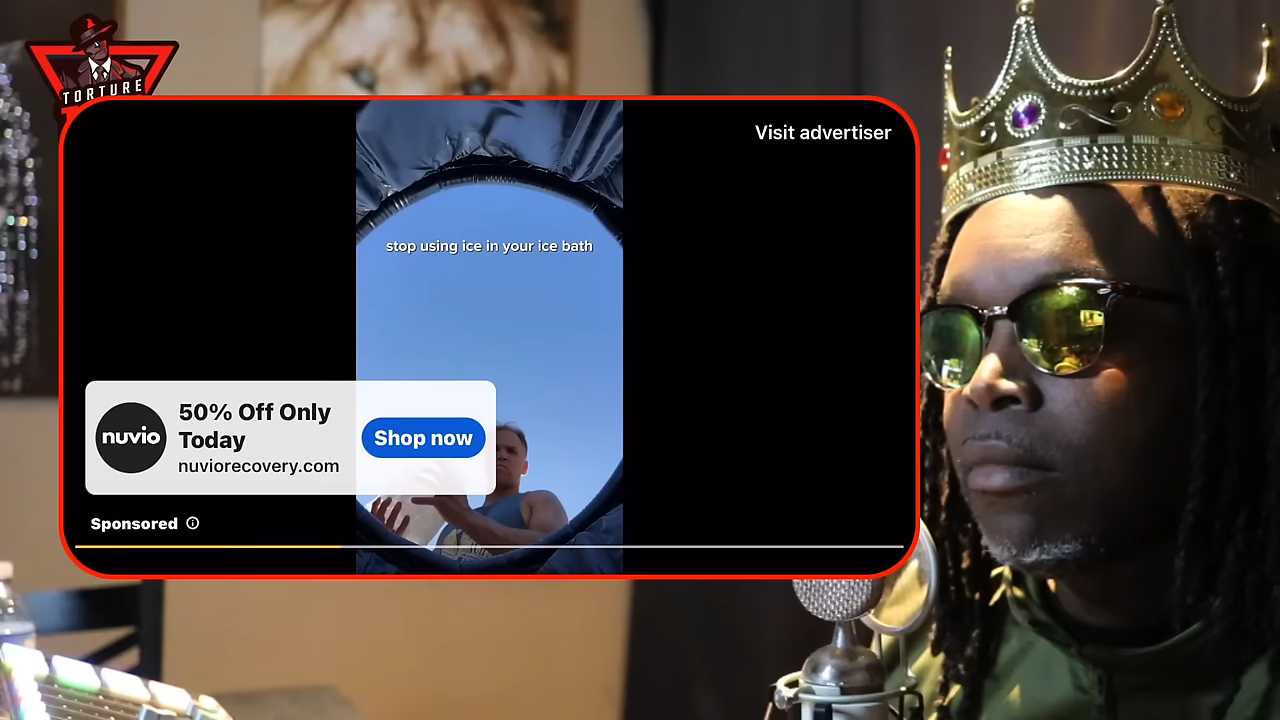 TORTURE
Visit advertiser
stop using ice in your ice bath
50% Off Only
Today
nuvio
Shop now
nuviorecovery.com
Sponsored